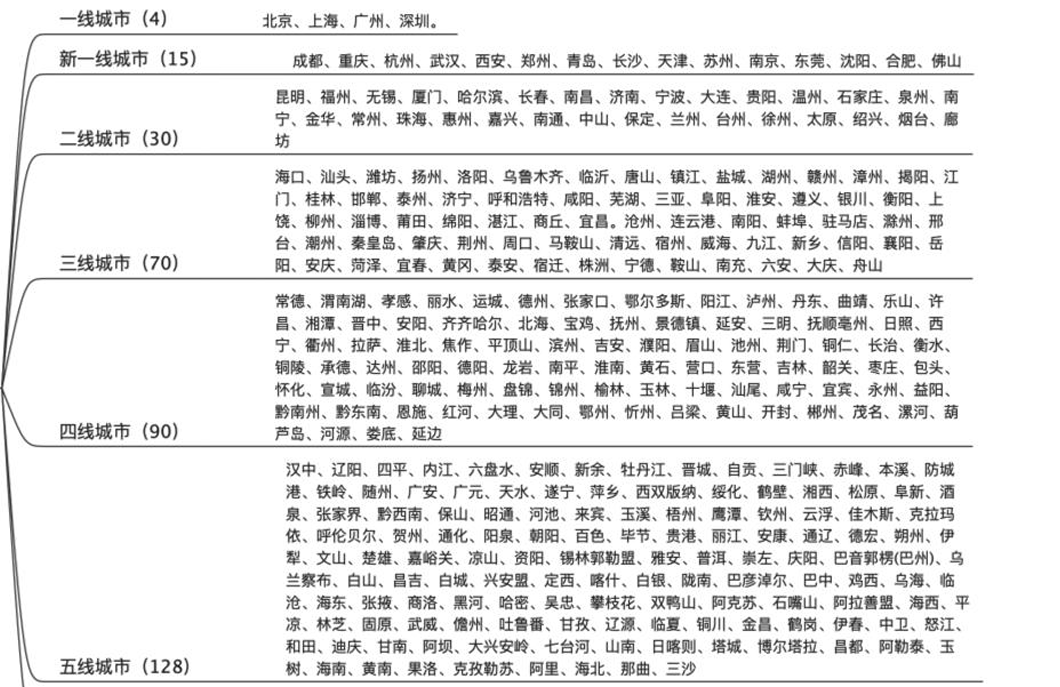 一线城市（4）
北京、上海、广州、深圳。
新一线城市（15）
成都、重庆、杭州、武汉、西安、郑州、青岛、长沙、天津、苏州、南京、东莞、沈阳、合肥、佛山
昆明、福州、无锡、厦门、哈尔滨、长春、南昌、济南、宁波、大连、贵阳、温州、石家庄、泉州、南
宁、金华、常州、珠海、惠州、嘉兴、南通、中山、保定、兰州、台州、徐州、太原、绍兴、烟台、廊
坊
二线城市（30）
海口、汕头、潍坊、扬州、洛阳、乌鲁木齐、临沂、唐山、镇江、盐城、湖州、赣州、漳州、揭阳、江
门、桂林、邯郸、泰州、济宁、呼和浩特、咸阳、芜湖、三亚、阜阳、淮安、遵义、银川、衡阳、上
饶、柳州、淄博、莆田、绵阳、湛江、商丘、宜昌。沧州、连云港、南阳、蚌埠、驻马店、滁州、邢
台、潮州、秦皇岛、肇庆、荆州、周口、马鞍山、清远、宿州、威海、九江、新乡、信阳、襄阳、岳
阳、安庆、菏泽、宜春、黄冈、泰安、宿迁、株洲、宁德、鞍山、南充、六安、大庆、舟山
三线城市（70）
常德、渭南湖、孝感、丽水、运城、德州、张家口、鄂尔多斯、阳江、泸州、丹东、曲靖、乐山、许
昌、湘潭、晋中、安阳、齐齐哈尔、北海、宝鸡、抚州、景德镇、延安、三明、抚顺亳州、日照、西
宁、衢州、拉萨、淮北、焦作、平顶山、滨州、吉安、濮阳、眉山、池州、荆门、铜仁、长治、衡水、
铜陵、承德、达州、邵阳、德阳、龙岩、南平、淮南、黄石、营口、东营、吉林、韶关、枣庄、包头、
怀化、宣城、临汾、聊城、梅州、盘锦、锦州、榆林、玉林、十堰、汕尾、咸宁、宜宾、永州、益阳、
黔南州、黔东南、恩施、红河、大理、大同、鄂州、忻州、吕梁、黄山、开封、郴州、茂名、漯河、葫
芦岛、河源、娄底、延边
四线城市（90）
汉中、辽阳、四平、内江、六盘水、安顺、新余、牡丹江、晋城、自贡、三门峡、赤峰、本溪、防城
港、铁岭、随州、广安、广元、天水、遂宁、萍乡、西双版纳、绥化、鹤壁、湘西、松原、阜新、酒
泉、张家界、黔西南、保山、昭通、河池、来宾、玉溪、梧州、鹰潭、钦州、云浮、佳木斯、克拉玛
依、呼伦贝尔、贺州、通化、阳泉、朝阳、百色、毕节、贵港、丽江、安康、通辽、德宏、朔州、伊
犁、文山、楚雄、嘉峪关、凉山、资阳、锡林郭勒盟、雅安、普洱、崇左、庆阳、巴音郭楞(巴州)、乌
兰察布、白山、昌吉、白城、兴安盟、定西、喀什、白银、陇南、巴彦淖尔、巴中、鸡西、乌海、临
沧、海东、张掖、商洛、黑河、哈密、吴忠、攀枝花、双鸭山、阿克苏、石嘴山、阿拉善盟、海西、平
凉、林芝、固原、武威、儋州、吐鲁番、甘孜、辽源、临夏、铜川、金昌、鹤岗、伊春、中卫、怒江、
和田、迪庆、甘南、阿坝、大兴安岭、七台河、山南、日喀则、塔城、博尔塔拉、昌都、阿勒泰、玉
树、海南、黄南、果洛、克孜勒苏、阿里、海北、那曲、三沙
五线城市（128）